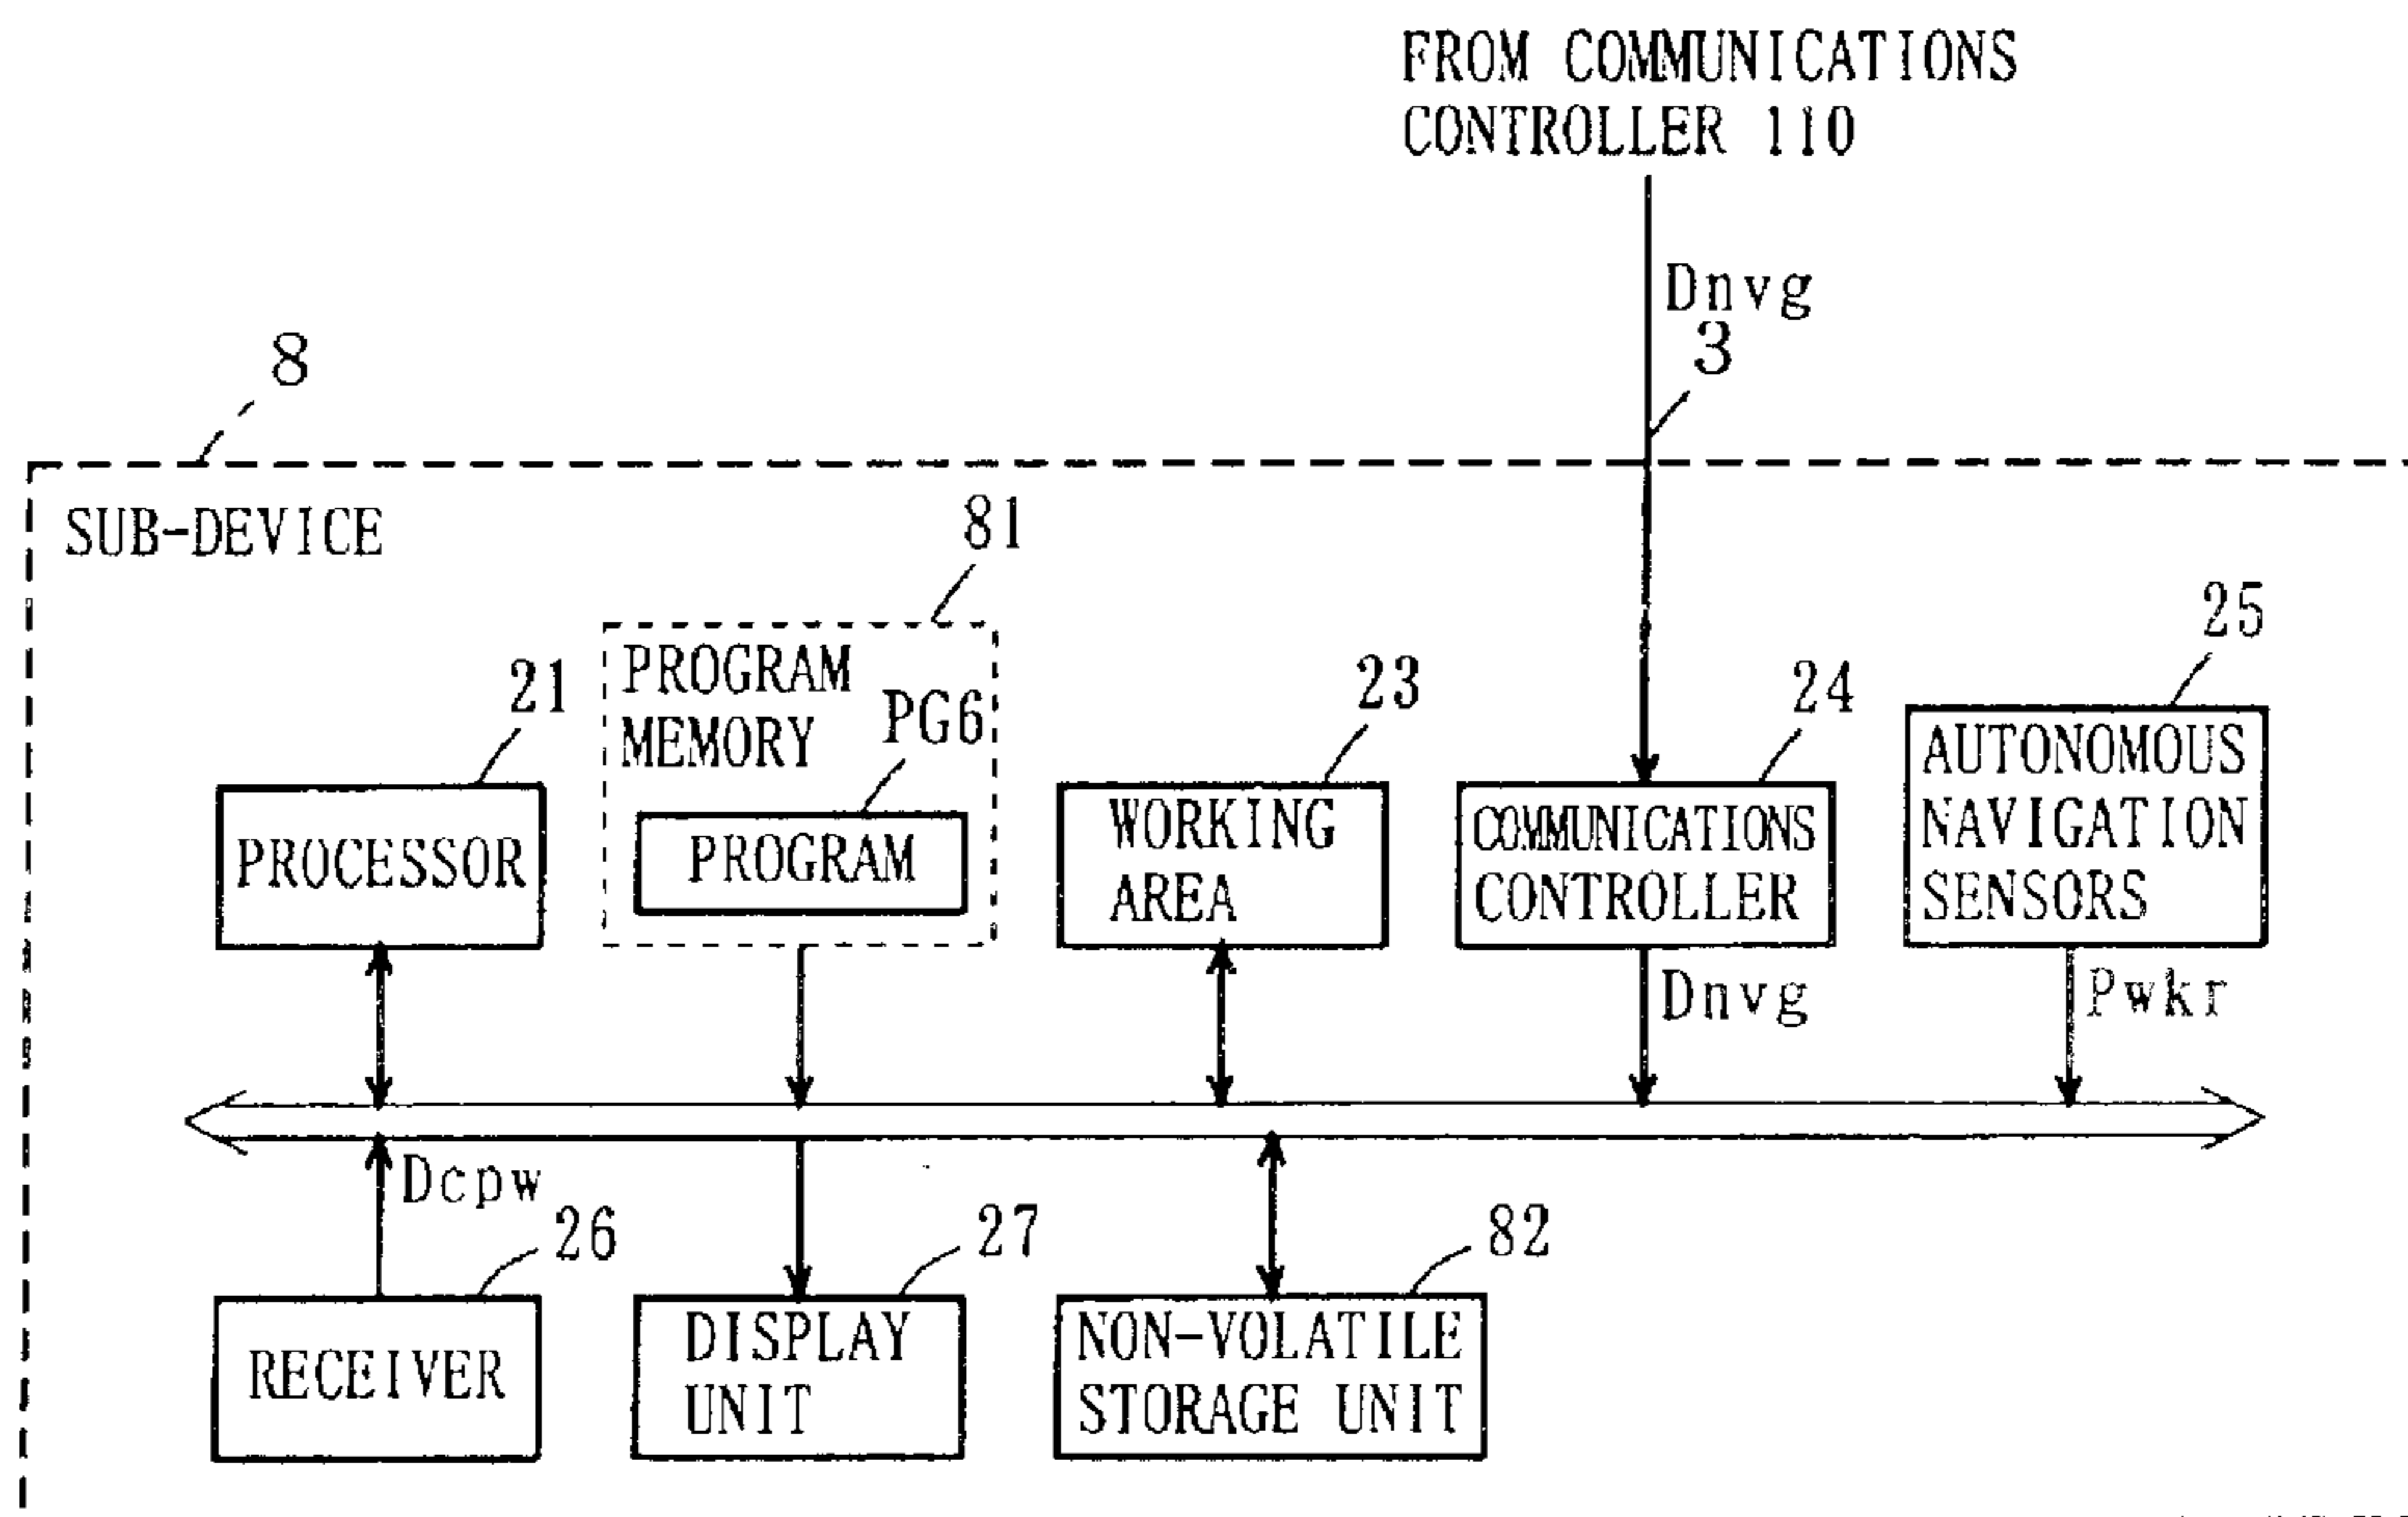 FROM COMMUNICATIONS
CONTROLLER 110
Dnvg
3
8
SUB-DEVICE
81
25
21
PROGRAM
MEMORY
PG6
23
24
PROCESSOR
PROGRAM
WORKING
AREA
COMMUNICATIONS
CONTROLLER
AUTONOMOUS
NAVIGATION
SENSORS
Dnvg
Pwkr
Dcpw
26
27
82
RECEIVER
DISPLAY
UNIT
NON-VOLATILE
STORAGE UNIT